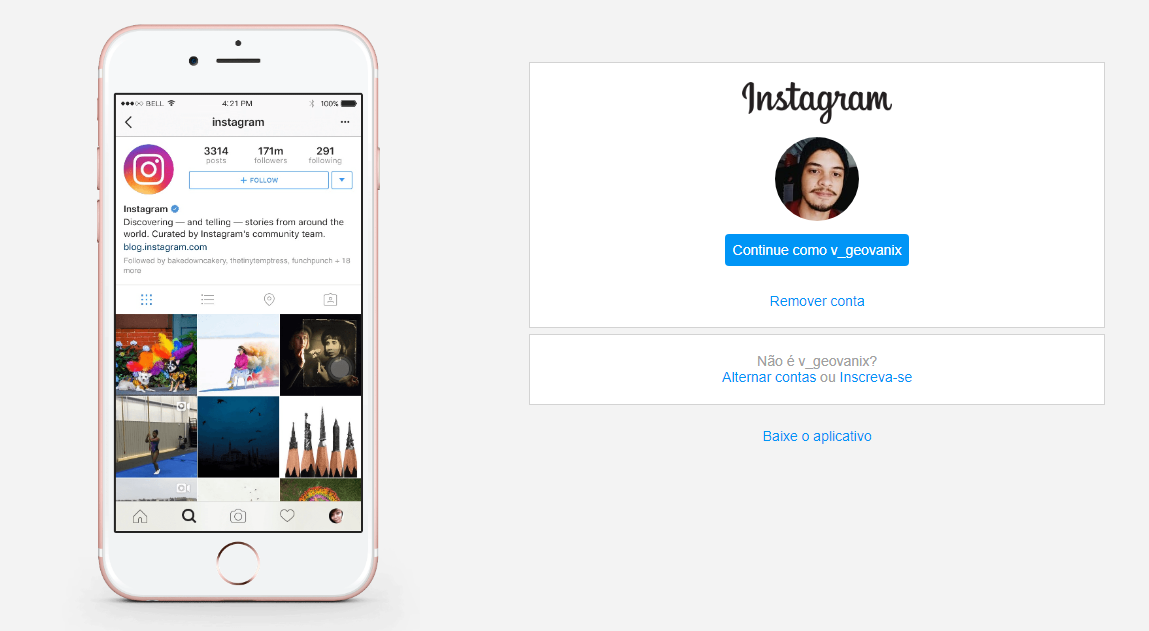 BELL
4:21 PM
100%
instagram
3314
171m
291
posts
followers
following
+ FOLLOW
Instagram
Discovering — and telling — stories from around the
world. Curated by Instagram's community team.
blog.instagram.com
Followed by bakedowncakery, thetinytemptress, funchpunch + 18
more
Instagram
Continue como v_geovanix
Remover conta
Não é v_geovanix?
Alternar contas ou Inscreva-se
Baixe o aplicativo